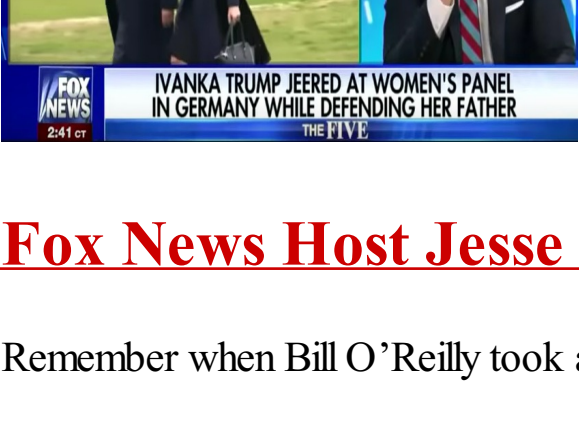 FOX
NEWS
2:41 CT
IVANKA TRUMP JEERED AT WOMEN'S PANEL
IN GERMANY WHILE DEFENDING HER FATHER
THE FIVE
Fox News Host Jesse
Remember when Bill O’Reilly took a